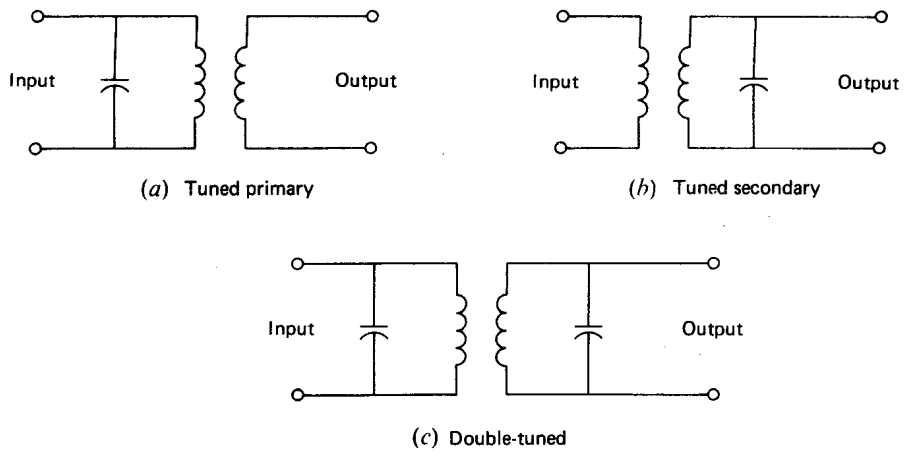 Input
Output
(a) Tuned primary
Input
Output
(b) Tuned secondary
Input
Output
(c) Double-tuned